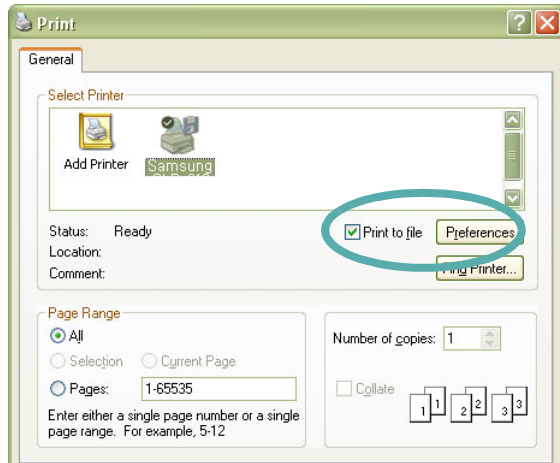 Print
General
Select Printer
Add Printer
Samsung
Status: Ready
Print to file
Preferences
Location:
Comment:
Printer...
Page Range
All
Selection
Current Page
Pages: 1-65535
Enter either a single page number or a single
page range. For example, 5-12
Number of copies: 1
Collate
1 1 2 2 3 3